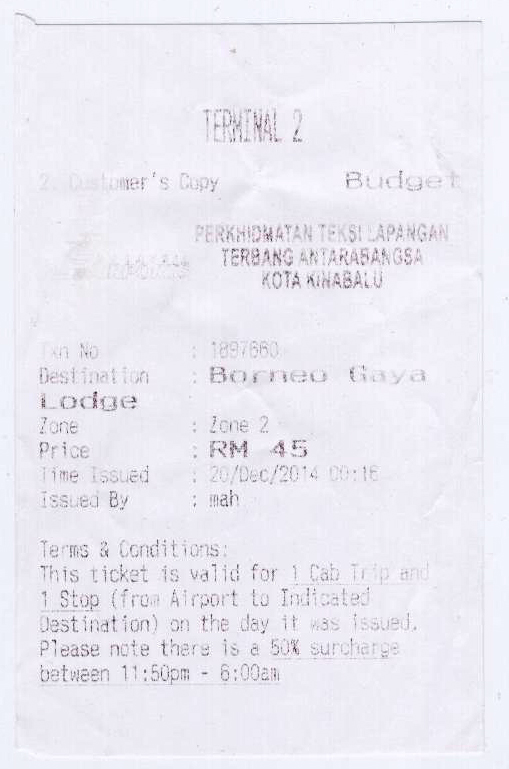 TERMINAL 2
2. Customer's Copy Budget
PERKHIDMATAN TEKSI LAPANGAN
TERBANG ANTARABANGSA
KOTA KINABALU
Txn No : 1097660
Destination : Borneo Gaya
Lodge
Zone : Zone 2
Price : RM 45
Time Issued : 20/Dec/2014 00:16
Issued By : mah
Terms & Conditions:
This ticket is valid for 1 Cab Trip and
1 Stop (from Airport to Indicated
Destination) on the day it was issued.
Please note there is a 50% surcharge
between 11:50pm - 6:00am